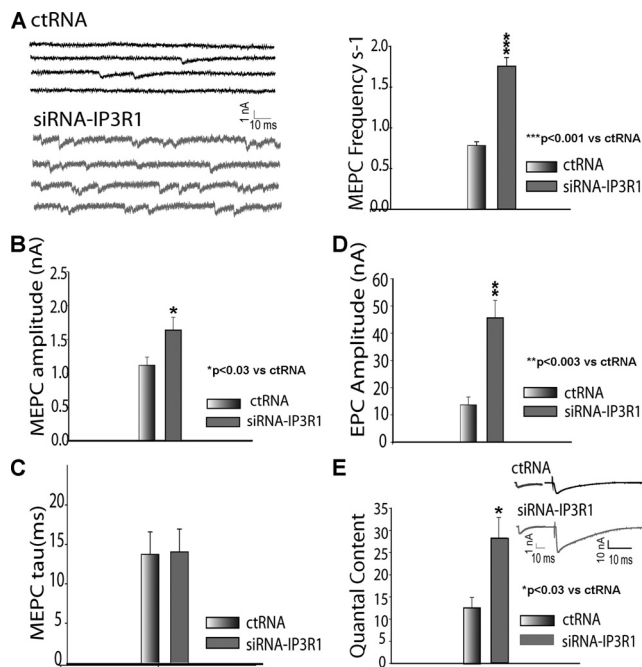 A
ctRNA
siRNA-IP3R1
1 nA
10 ms
MEPC Frequency s-1
2.0
1.5
1.0
0.5
0.0
***
***p<0.001 vs ctRNA
ctRNA
siRNA-IP3R1
B
MEPC amplitude (nA)
2.5
2.0
1.5
1.0
0.5
0.0
*
*p<0.03 vs ctRNA
ctRNA
siRNA-IP3R1
D
EPC Amplitude (nA)
60
50
40
30
20
10
0
**
**p<0.003 vs ctRNA
ctRNA
siRNA-IP3R1
C
MEPC tau(ms)
20
15
10
5
0
ctRNA
siRNA-IP3R1
E
Quantal Content
35
30
25
20
15
10
5
0
*
ctRNA
siRNA-IP3R1
1 nA
10 ms
10 nA
10 ms
*p<0.03 vs ctRNA
ctRNA
siRNA-IP3R1